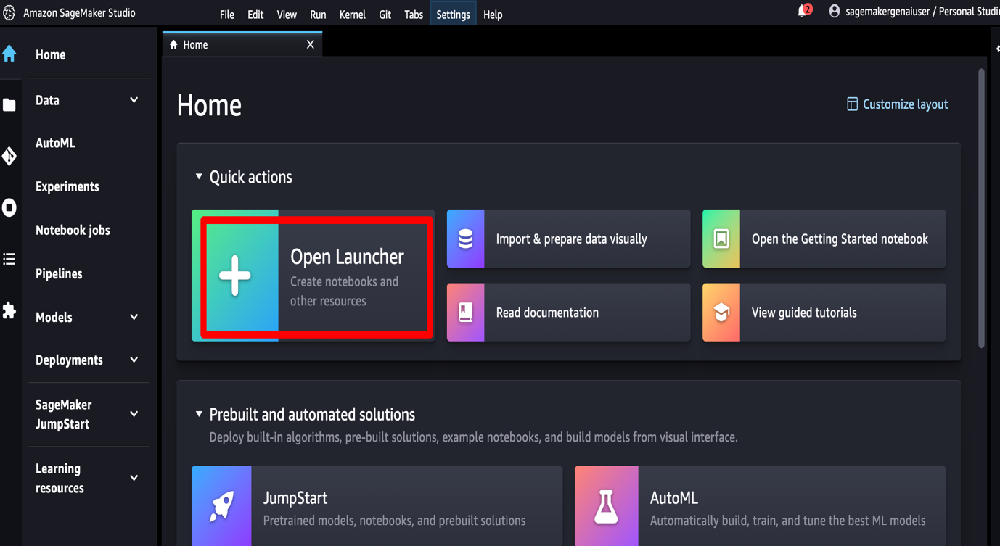 Amazon SageMaker Studio
File Edit View Run Kernel Git Tabs Settings Help
2
sagemakergenaiuser / Personal Studio
Home
Data
AutoML
Experiments
Notebook jobs
Pipelines
Models
Deployments
SageMaker
JumpStart
Learning
resources
Home X
Home
Customize layout
Quick actions
Open Launcher
Create notebooks and
other resources
Import & prepare data visually
Open the Getting Started notebook
Read documentation
View guided tutorials
Prebuilt and automated solutions
Deploy built-in algorithms, pre-built solutions, example notebooks, and build models from visual interface.
JumpStart
Pretrained models, notebooks, and prebuilt solutions
AutoML
Automatically build, train, and tune the best ML models